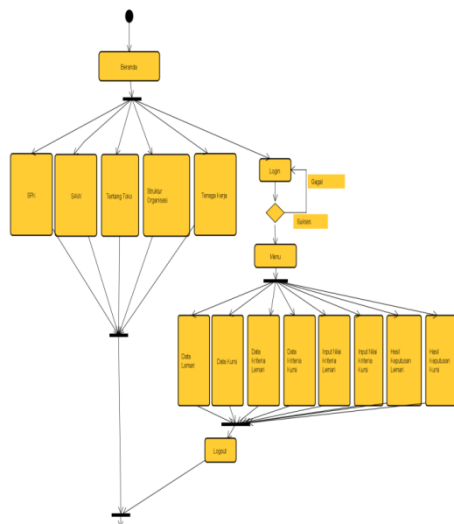 Beranda
SPK
SAW
Tentang Toko
Struktur
Organisasi
Tenaga Kerja
Login
Gagal
Sukses
Menu
Data
Lemari
Data Kursi
Data
Kriteria
Lemari
Data
Kriteria
Kursi
Input Nilai
Kriteria
Lemari
Input Nilai
Kriteria
Kursi
Hasil
Keputusan
Lemari
Hasil
Keputusan
Kursi
Logout